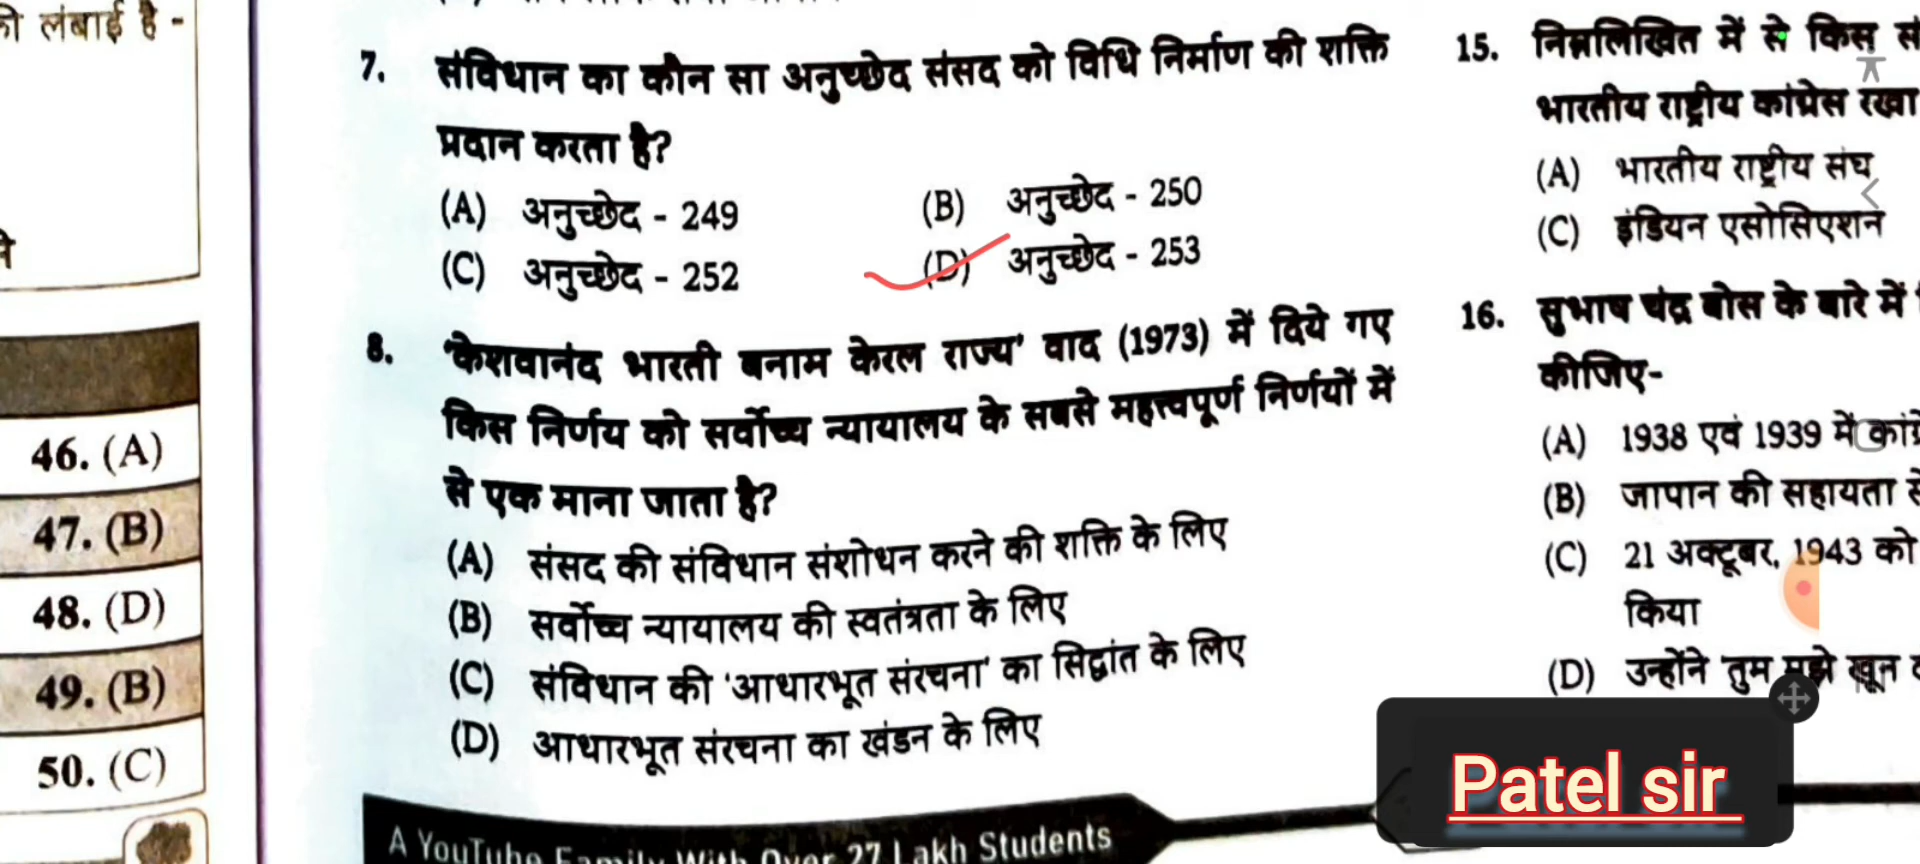 की लंबाई है -
46. (A)
47. (B)
48. (D)
49. (B)
50. (C)
7. संविधान का कौन सा अनुच्छेद संसद को विधि निर्माण की शक्ति
प्रदान करता है?
(A) अनुच्छेद - 249 (B) अनुच्छेद - 250
(C) अनुच्छेद - 252 (D) अनुच्छेद - 253
8. 'केशवानंद भारती बनाम केरल राज्य' वाद (1973) में दिये गए
किस निर्णय को सर्वोच्च न्यायालय के सबसे महत्त्वपूर्ण निर्णयों में
से एक माना जाता है?
(A) संसद की संविधान संशोधन करने की शक्ति के लिए
(B) सर्वोच्च न्यायालय की स्वतंत्रता के लिए
(C) संविधान की 'आधारभूत संरचना' का सिद्धांत के लिए
(D) आधारभूत संरचना का खंडन के लिए
A YouTube Family With Over 27 Lakh Students
15. निम्नलिखित में से किस
भारतीय राष्ट्रीय कांग्रेस रखा
(A) भारतीय राष्ट्रीय संघ
(C) इंडियन एसोसिएशन
16. सुभाष चंद्र बोस के बारे में
कीजिए-
(A) 1938 एवं 1939 में
(B) जापान की सहायता
(C) 21 अक्टूबर, 1943 को
किया
(D) उन्होंने 'तुम मुझे खून
Patel sir